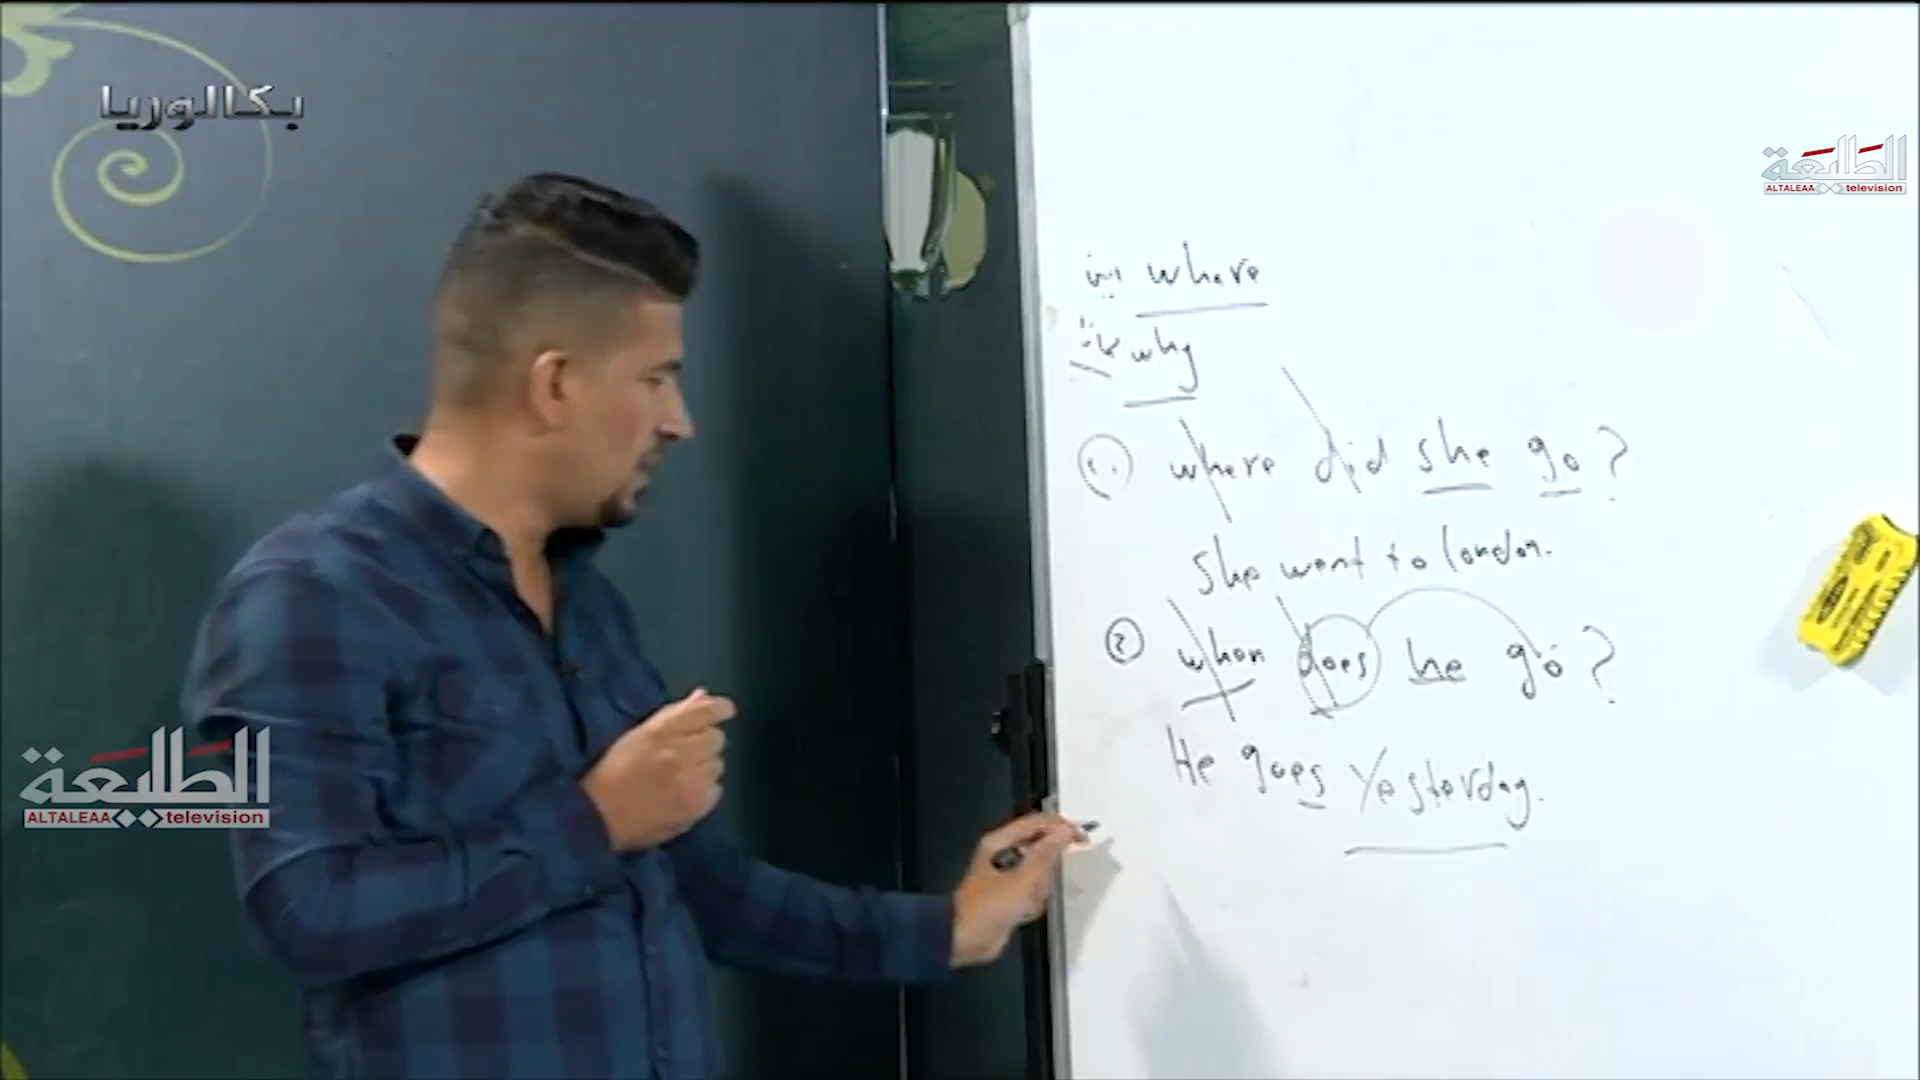 بكالوريا
الطليعة
ALTALEAA television
اين where
لماذا why
1. where did she go?
She went to london.
2 when does he go?
He goes yesterday.
الطليعة
ALTALEAA television